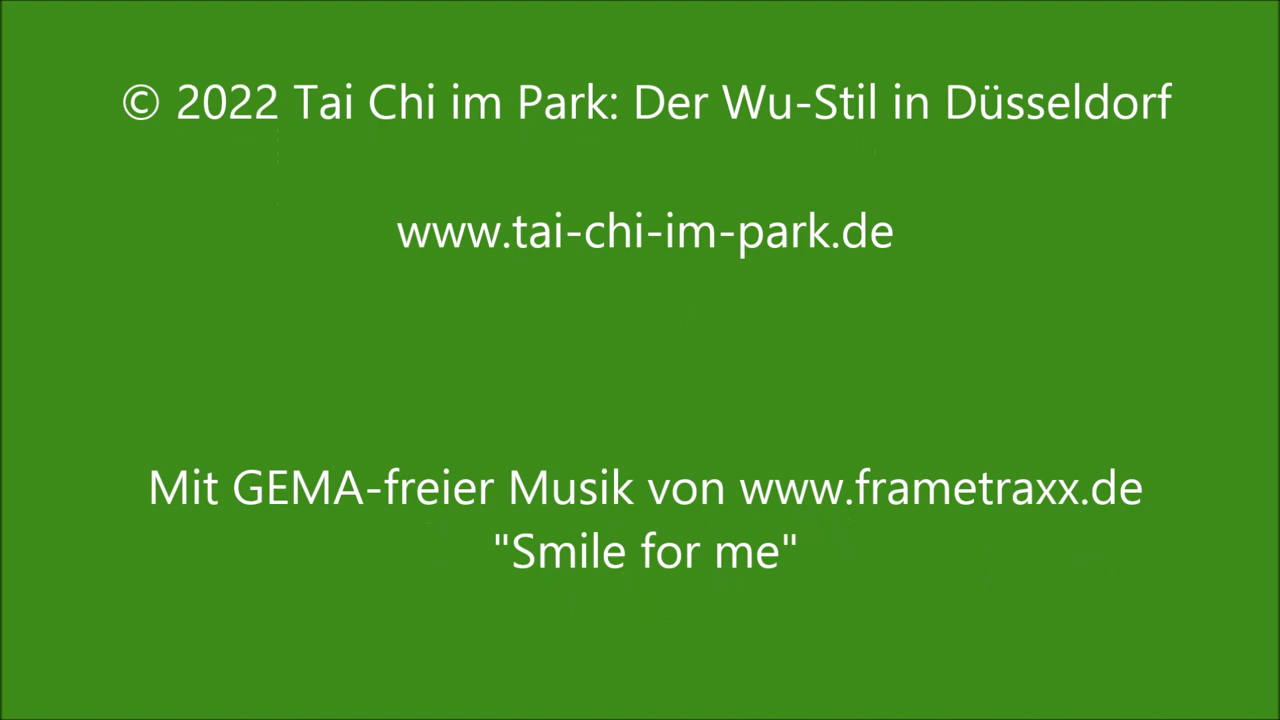 © 2022 Tai Chi im Park: Der Wu-Stil in Düsseldorf
www.tai-chi-im-park.de
Mit GEMA-freier Musik von www.frametraxx.de
"Smile for me"